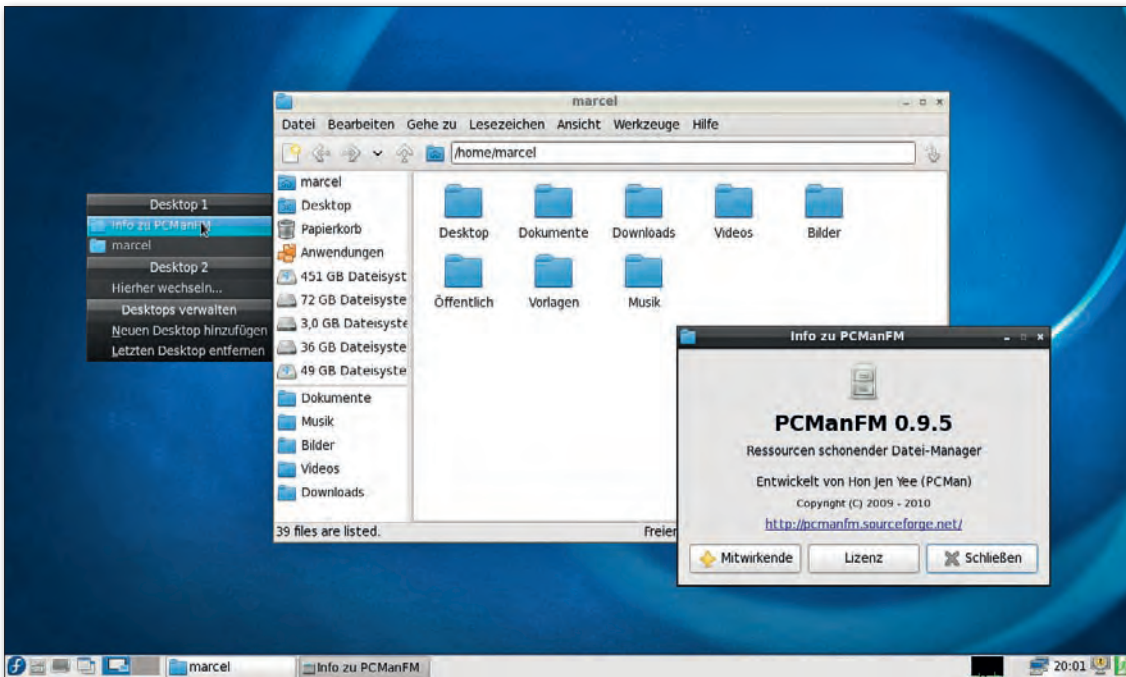 marcel
Datei Bearbeiten Gehe zu Lesezeichen Ansicht Werkzeuge Hilfe
/home/marcel
marcel
Desktop
Papierkorb
Anwendungen
451 GB Dateisyst
72 GB Dateisyste
3,0 GB Dateisyste
36 GB Dateisyste
49 GB Dateisyste
Dokumente
Musik
Bilder
Videos
Downloads
Desktop Dokumente Downloads Videos Bilder
Öffentlich Vorlagen Musik
39 files are listed.
Freier
Desktop 1
Info zu PCManFM
marcel
Desktop 2
Hierher wechseln...
Desktops verwalten
Neuen Desktop hinzufügen
Letzten Desktop entfernen
Info zu PCManFM
PCManFM 0.9.5
Ressourcen schonender Datei-Manager
Entwickelt von Hon Jen Yee (PCMan)
Copyright (C) 2009 - 2010
http://pcmanfm.sourceforge.net/
Mitwirkende Lizenz Schließen
marcel
Info zu PCManFM
20:01